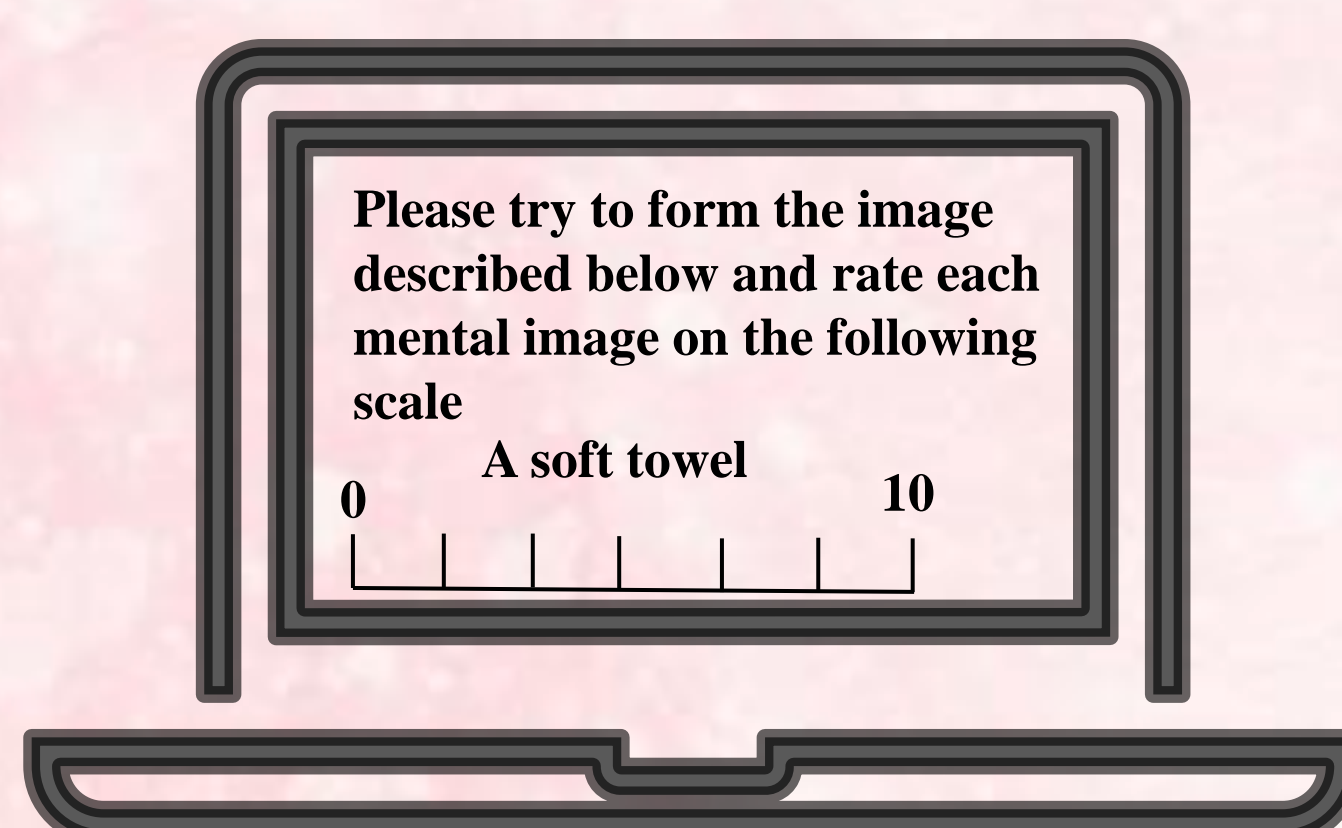 Please try to form the image
described below and rate each
mental image on the following
scale
A soft towel
0 10